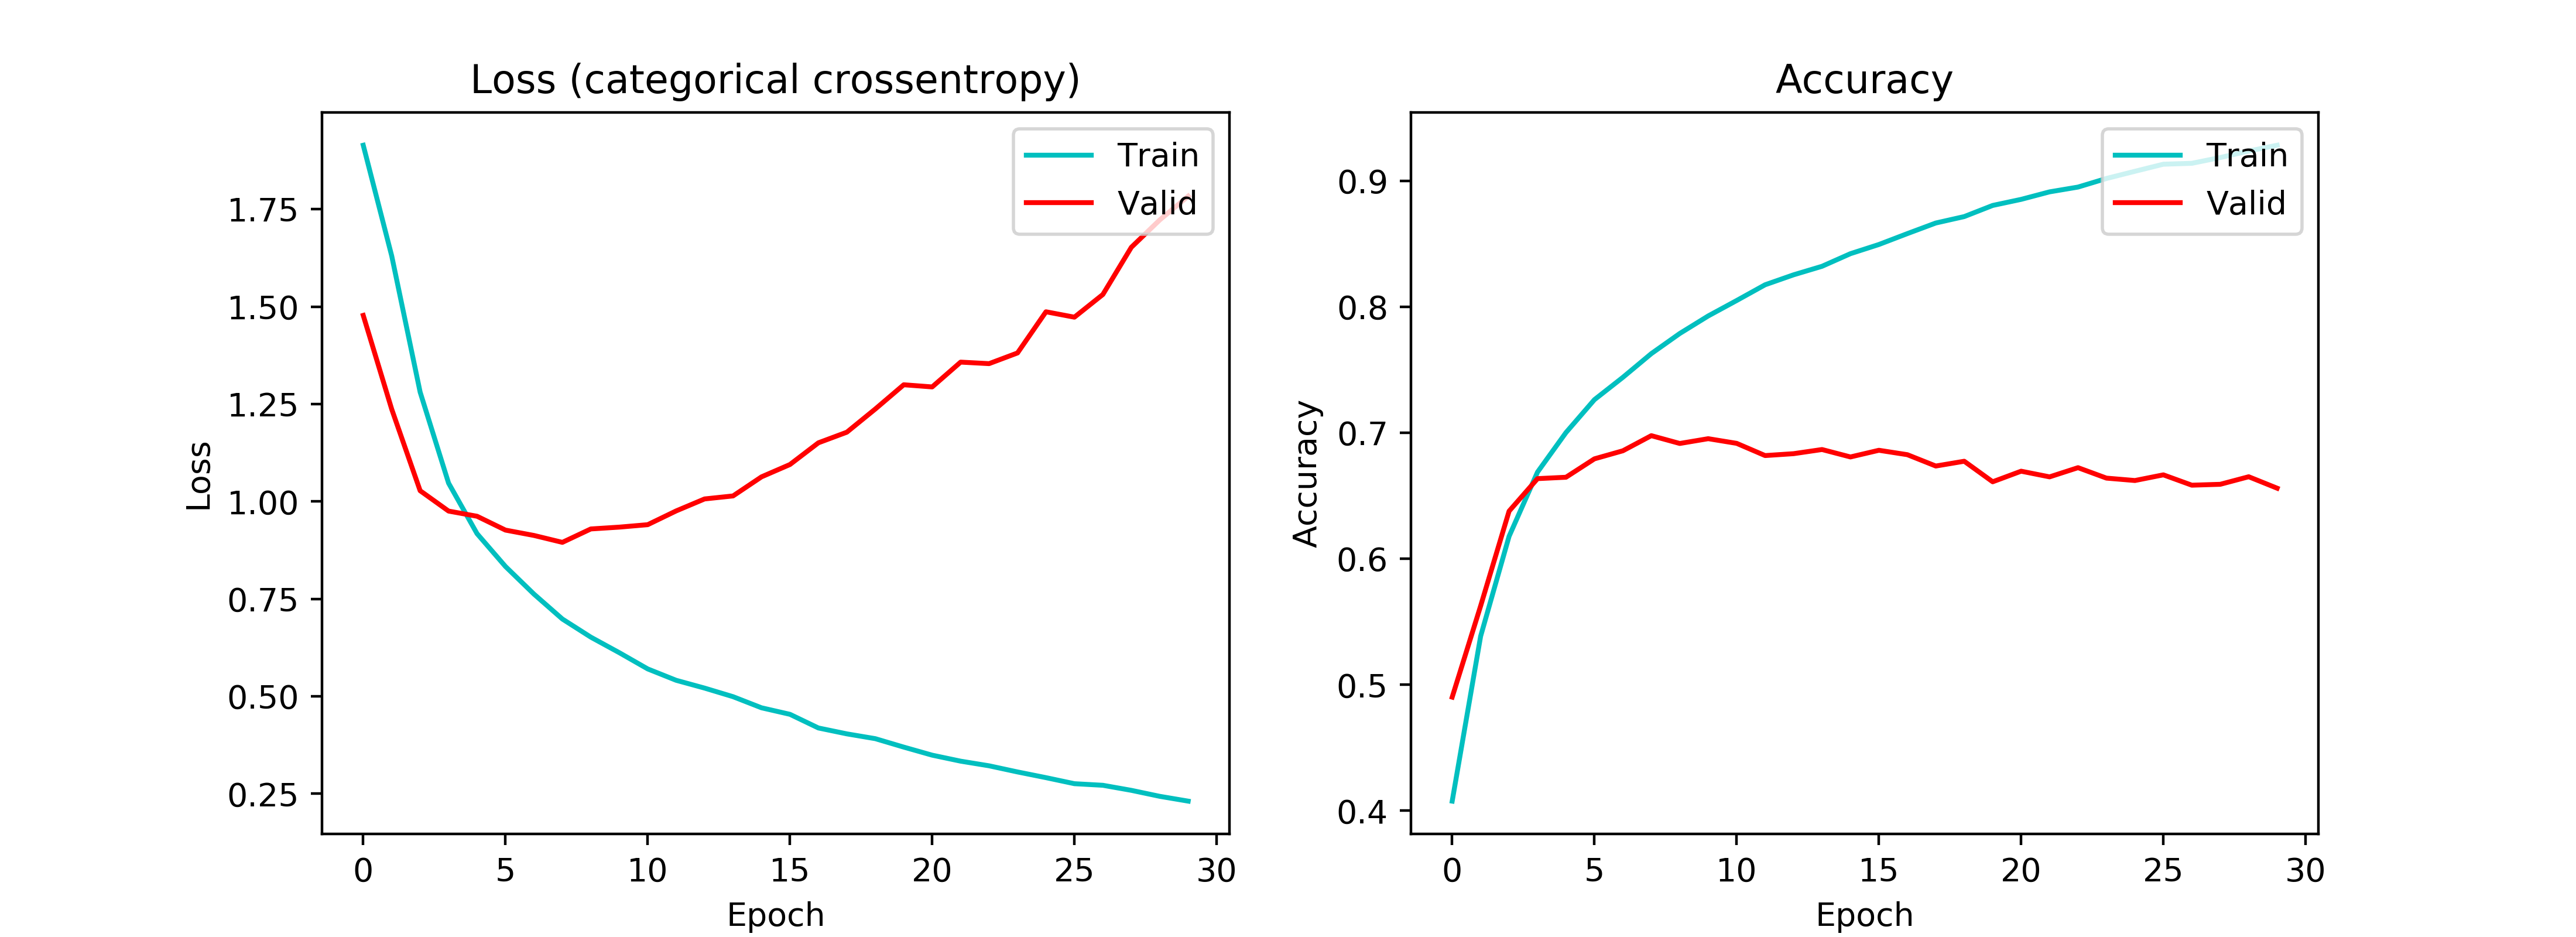 Loss (categorical crossentropy)
Train
Valid
1.75
1.50
1.25
1.00
0.75
0.50
0.25
Loss
0 5 10 15 20 25 30
Epoch
Accuracy
Train
Valid
0.9
0.8
0.7
0.6
0.5
0.4
Accuracy
0 5 10 15 20 25 30
Epoch